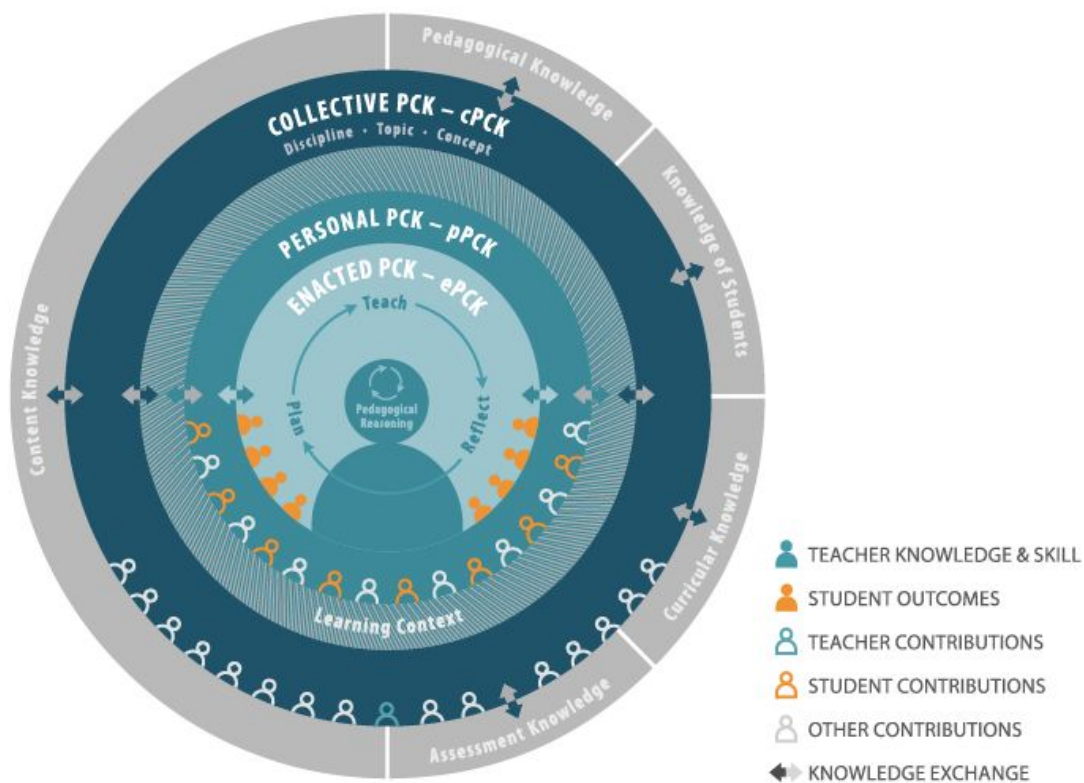 Pedagogical Knowledge
COLLECTIVE PCK – cPCK
Discipline • Topic • Concept
Knowledge of Students
PERSONAL PCK – pPCK
ENACTED PCK – ePCK
Teach
Content Knowledge
Pedagogical
Reasoning
Plan
Reflect
Curricular Knowledge
Learning Context
Assessment Knowledge
TEACHER KNOWLEDGE & SKILL
STUDENT OUTCOMES
TEACHER CONTRIBUTIONS
STUDENT CONTRIBUTIONS
OTHER CONTRIBUTIONS
KNOWLEDGE EXCHANGE